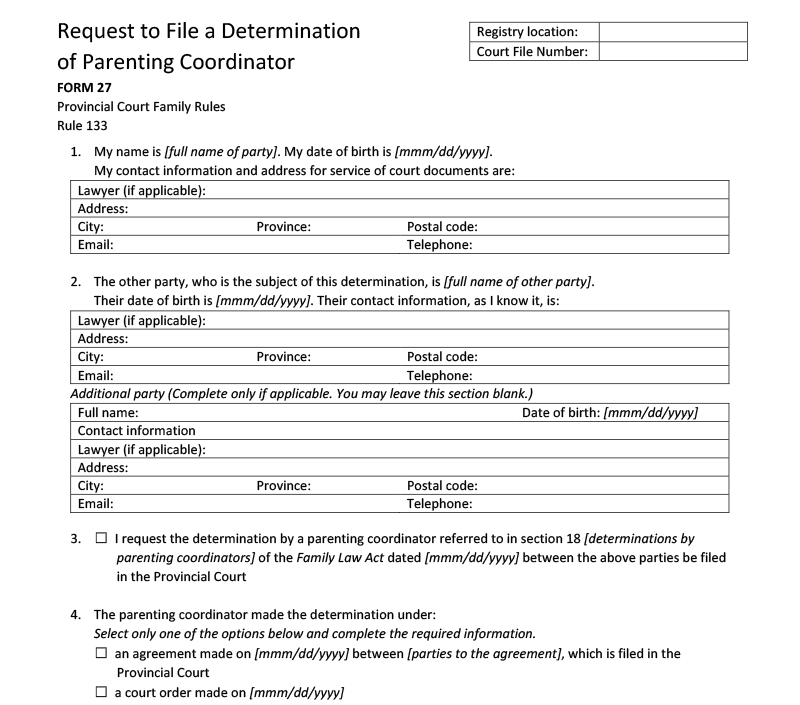 Request to File a Determination
of Parenting Coordinator
Registry location:
Court File Number:
FORM 27
Provincial Court Family Rules
Rule 133
1. My name is [full name of party]. My date of birth is [mmm/dd/yyyy].
My contact information and address for service of court documents are:
Lawyer (if applicable):
Address:
City: Province: Postal code:
Email: Telephone:
2. The other party, who is the subject of this determination, is [full name of other party].
Their date of birth is [mmm/dd/yyyy]. Their contact information, as I know it, is:
Lawyer (if applicable):
Address:
City: Province: Postal code:
Email: Telephone:
Additional party (Complete only if applicable. You may leave this section blank.)
Full name: Date of birth: [mmm/dd/yyyy]
Contact information
Lawyer (if applicable):
Address:
City: Province: Postal code:
Email: Telephone:
3. ☐ I request the determination by a parenting coordinator referred to in section 18 [determinations by
parenting coordinators] of the Family Law Act dated [mmm/dd/yyyy] between the above parties be filed
in the Provincial Court
4. The parenting coordinator made the determination under:
Select only one of the options below and complete the required information.
☐ an agreement made on [mmm/dd/yyyy] between [parties to the agreement], which is filed in the
Provincial Court
☐ a court order made on [mmm/dd/yyyy]